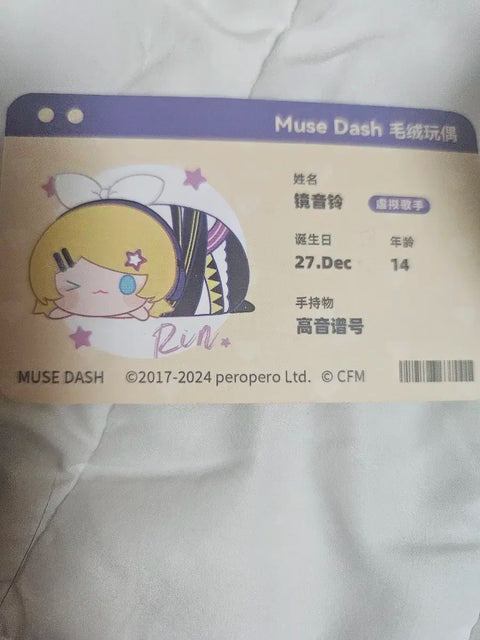 Muse Dash 毛绒玩偶
姓名
镜音铃 虚拟歌手
诞生日 年龄
27.Dec 14
手持物
高音谱号
Rin
MUSE DASH ©2017-2024 peropero Ltd. © CFM